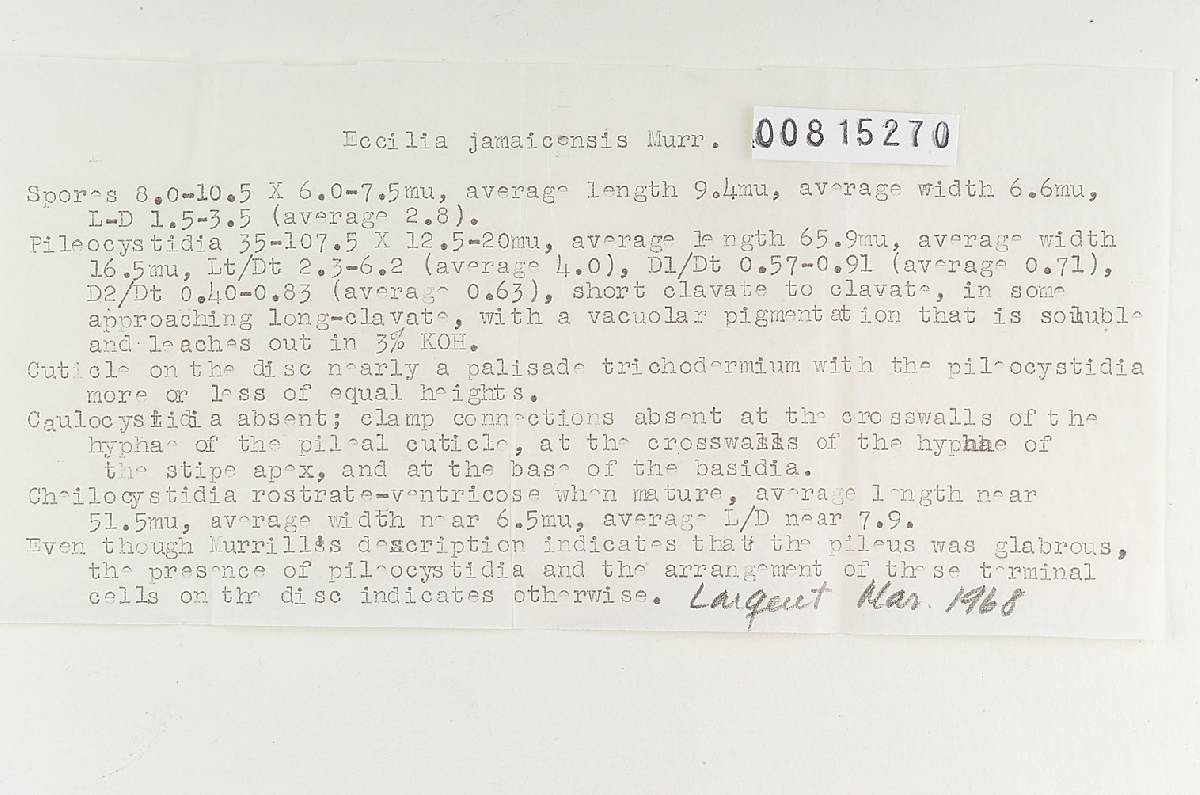 Eccilia jamaicensis Murr. 00815270
Spores 8.0-10.5 X 6.0-7.5mu, average length 9.4mu, average width 6.6mu,
L-D 1.5-3.5 (average 2.8).
Pileocystidia 35-107.5 X 12.5-20mu, average length 65.9mu, average width
16.5mu, Lt/Dt 2.3-6.2 (average 4.0), D1/Dt 0.57-0.91 (average 0.71),
D2/Dt 0.40-0.83 (average 0.63), short clavate to clavate, in some
approaching long-clavate, with a vacuolar pigmentation that is soluble
and leaches out in 3% KOH.
Cuticle on the disc nearly a palisade trichodermium with the pileocystidia
more or less of equal heights.
Caulocystidia absent; clamp connections absent at the crosswalls of the
hyphae of the pileal cuticle, at the crosswalls of the hyphae of
the stipe apex, and at the base of the basidia.
Cheilocystidia rostrate-ventricose when mature, average length near
51.5mu, average width near 6.5mu, average L/D near 7.9.
Even though Murrill's description indicates that the pileus was glabrous,
the presence of pileocystidia and the arrangement of these terminal
cells on the disc indicates otherwise. Largent Mar. 1968